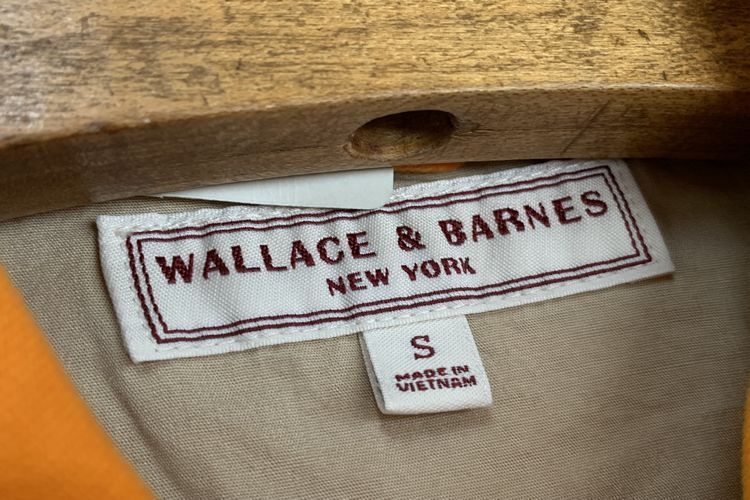 WALLACE & BARNES
NEW YORK
S
MADE IN
VIETNAM